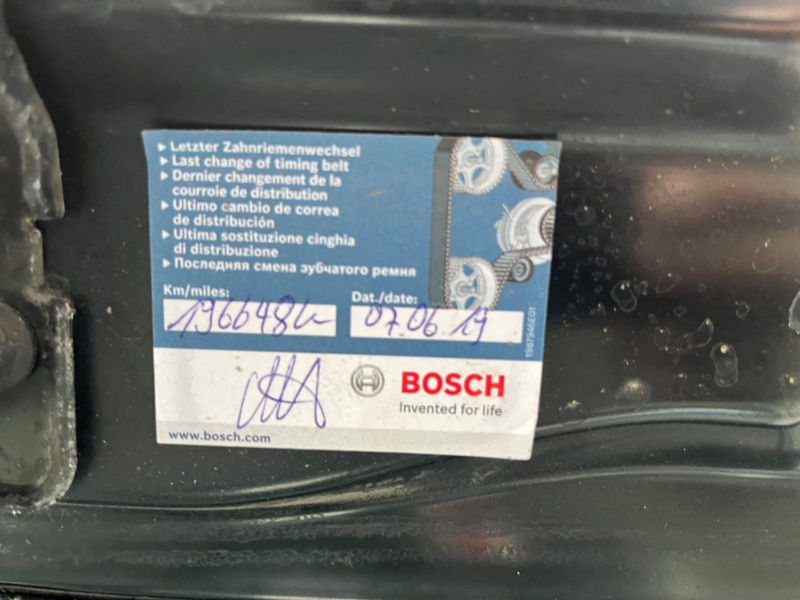 ▸ Letzter Zahnriemenwechsel
▸ Last change of timing belt
▸ Dernier changement de la
courroie de distribution
▸ Ultimo cambio de correa
de distribución
▸ Ultima sostituzione cinghia
di distribuzione
▸ Последняя смена зубчатого ремня
Km/miles: Dat./date:
196648 07.06.19
BOSCH
Invented for life
www.bosch.com
1987946E01